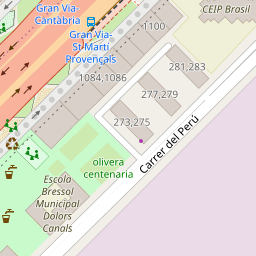 Gran Via-
Cantàbria
Gran Via-
St Martí
Provençals
1100
CEIP Brasil
1084,1086
281,283
277,279
273,275
Carrer del Perú
olivera
centenaria
Escola
Bressol
Municipal
Dolors
Canals